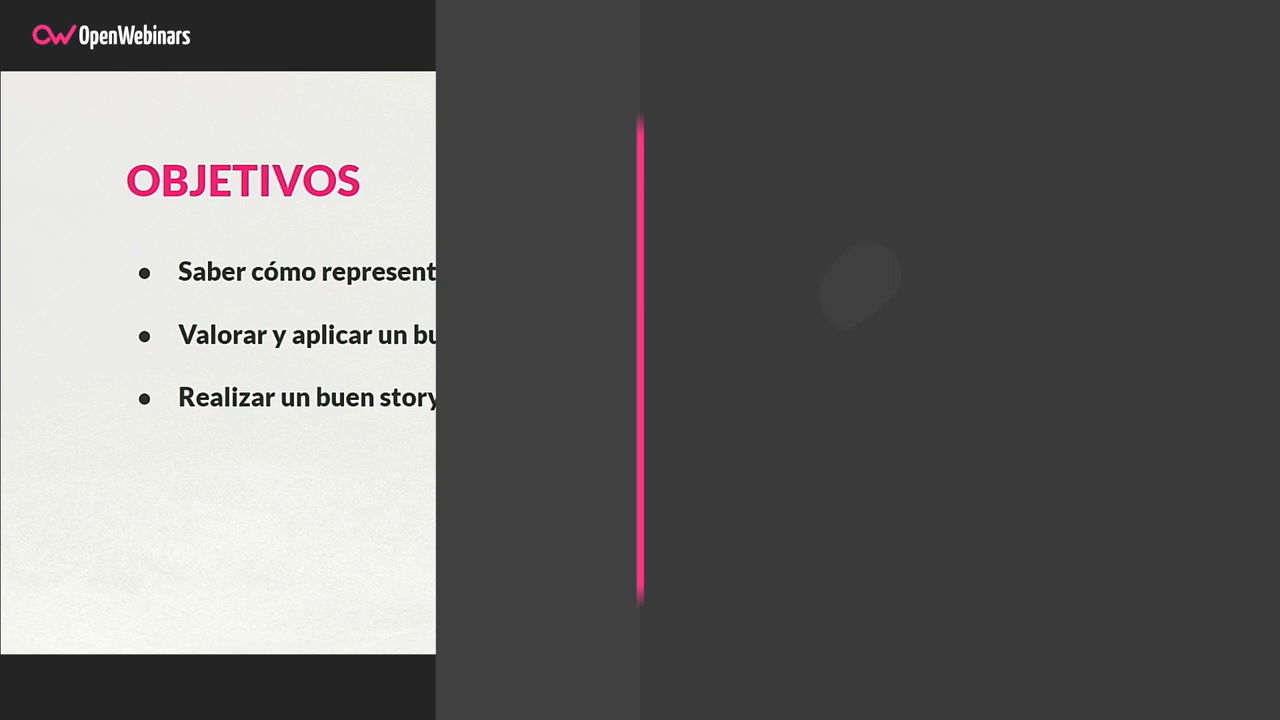 OpenWebinars
OBJETIVOS
● Saber cómo represent
● Valorar y aplicar un bu
● Realizar un buen story